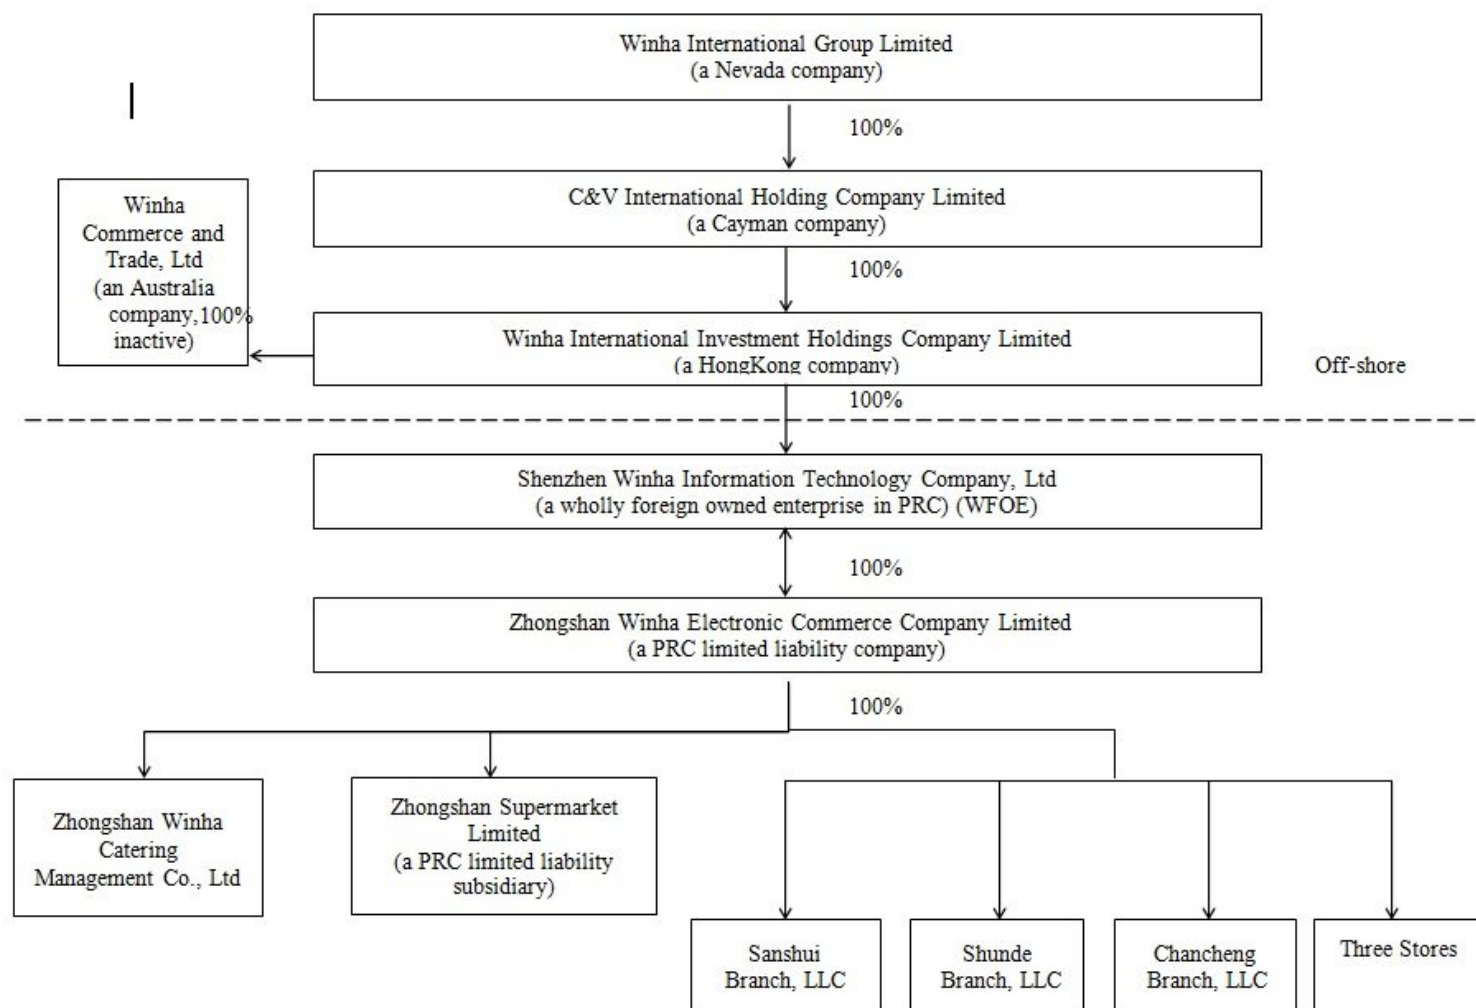 Winha International Group Limited
(a Nevada company)
100%
C&V International Holding Company Limited
(a Cayman company)
100%
Winha
Commerce and
Trade, Ltd
(an Australia
company,100%
inactive)
Winha International Investment Holdings Company Limited
(a HongKong company)
Off-shore
100%
Shenzhen Winha Information Technology Company, Ltd
(a wholly foreign owned enterprise in PRC) (WFOE)
100%
Zhongshan Winha Electronic Commerce Company Limited
(a PRC limited liability company)
100%
Zhongshan Winha
Catering
Management Co., Ltd
Zhongshan Supermarket
Limited
(a PRC limited liability
subsidiary)
Sanshui
Branch, LLC
Shunde
Branch, LLC
Chancheng
Branch, LLC
Three Stores